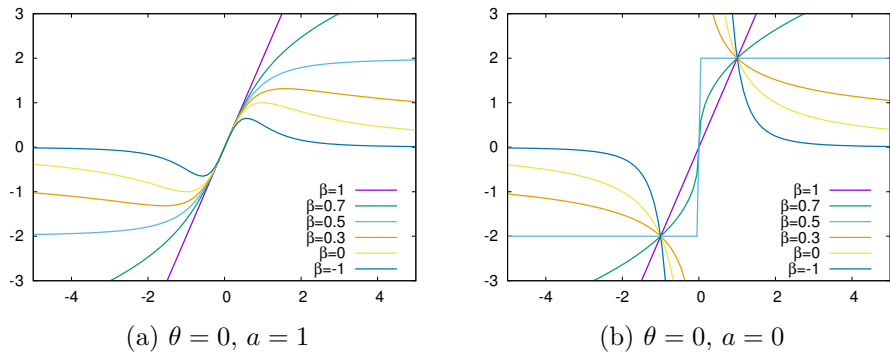 3
2
1
0
-1
-2
-3
-4 -2 0 2 4
β=1
β=0.7
β=0.5
β=0.3
β=0
β=-1
(a) θ = 0, a = 1
3
2
1
0
-1
-2
-3
-4 -2 0 2 4
β=1
β=0.7
β=0.5
β=0.3
β=0
β=-1
(b) θ = 0, a = 0